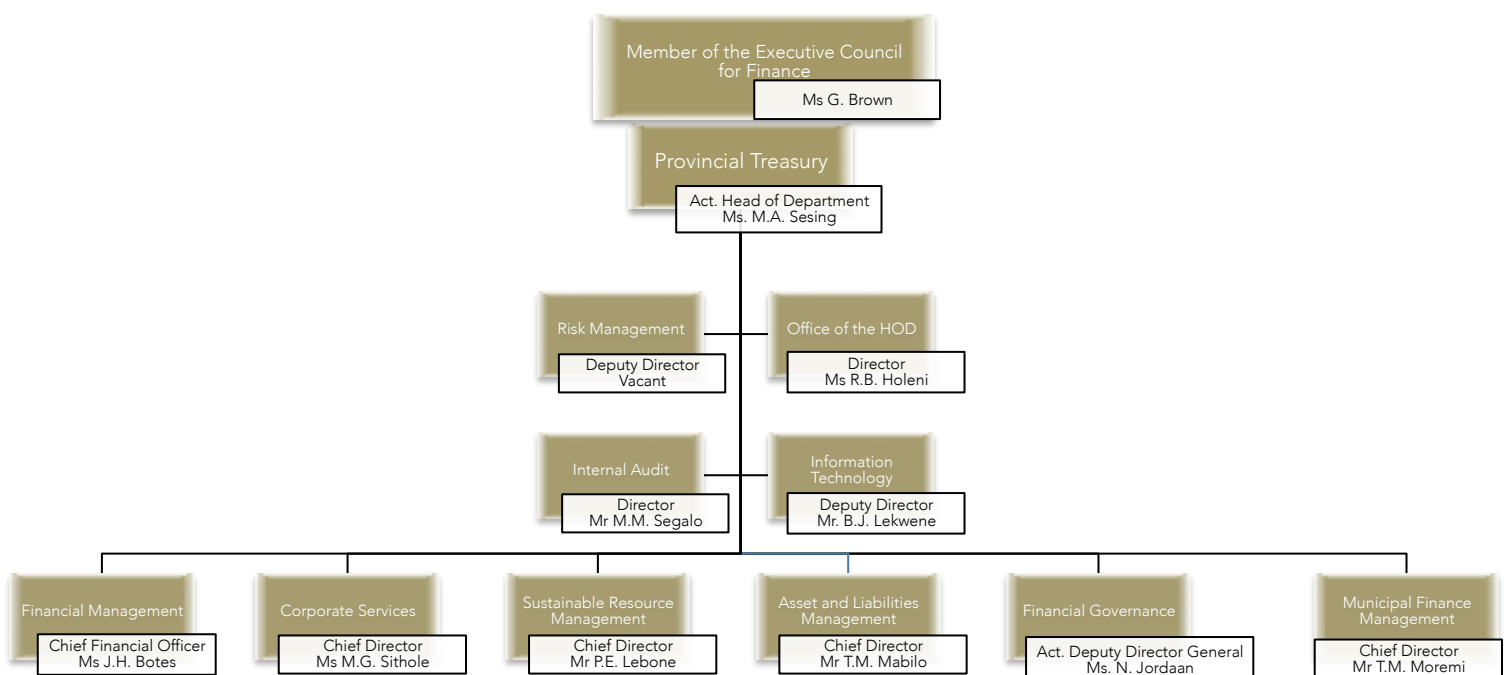 Member of the Executive Council
for Finance
Ms G. Brown
Provincial Treasury
Act. Head of Department
Ms. M.A. Sesing
Risk Management
Deputy Director
Vacant
Office of the HOD
Director
Ms R.B. Holeni
Internal Audit
Director
Mr M.M. Segalo
Information
Technology
Deputy Director
Mr. B.J. Lekwene
Financial Management
Chief Financial Officer
Ms J.H. Botes
Corporate Services
Chief Director
Ms M.G. Sithole
Sustainable Resource
Management
Chief Director
Mr P.E. Lebone
Asset and Liabilities
Management
Chief Director
Mr T.M. Mabilo
Financial Governance
Act. Deputy Director General
Ms. N. Jordaan
Municipal Finance
Management
Chief Director
Mr T.M. Moremi